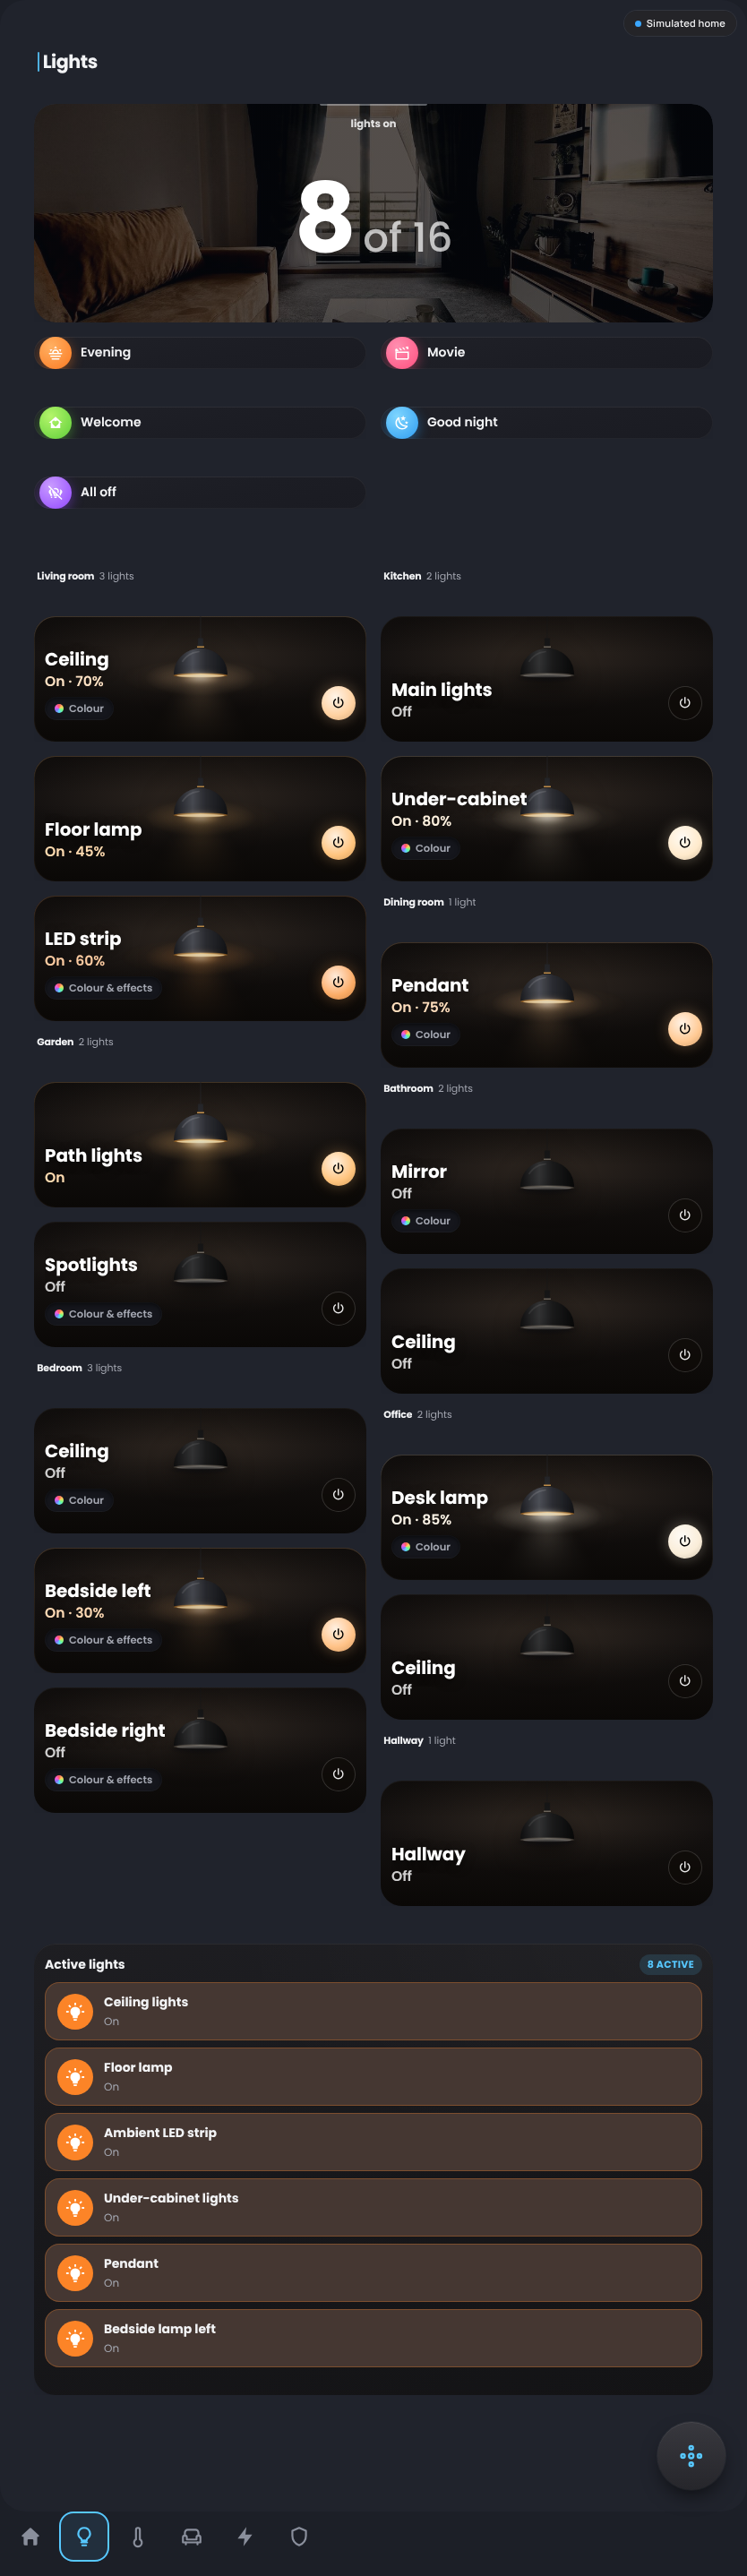 Simulated home
Lights
lights on
8 of 16
Evening
Movie
Welcome
Good night
All off
Living room 3 lights
Ceiling
On · 70%
Colour
Floor lamp
On · 45%
LED strip
On · 60%
Colour & effects
Garden 2 lights
Path lights
On
Spotlights
Off
Colour & effects
Bedroom 3 lights
Ceiling
Off
Colour
Bedside left
On · 30%
Colour & effects
Bedside right
Off
Colour & effects
Kitchen 2 lights
Main lights
Off
Under-cabinet
On · 80%
Colour
Dining room 1 light
Pendant
On · 75%
Colour
Bathroom 2 lights
Mirror
Off
Colour
Ceiling
Off
Office 2 lights
Desk lamp
On · 85%
Colour
Ceiling
Off
Hallway 1 light
Hallway
Off
Active lights
8 ACTIVE
Ceiling lights
On
Floor lamp
On
Ambient LED strip
On
Under-cabinet lights
On
Pendant
On
Bedside lamp left
On